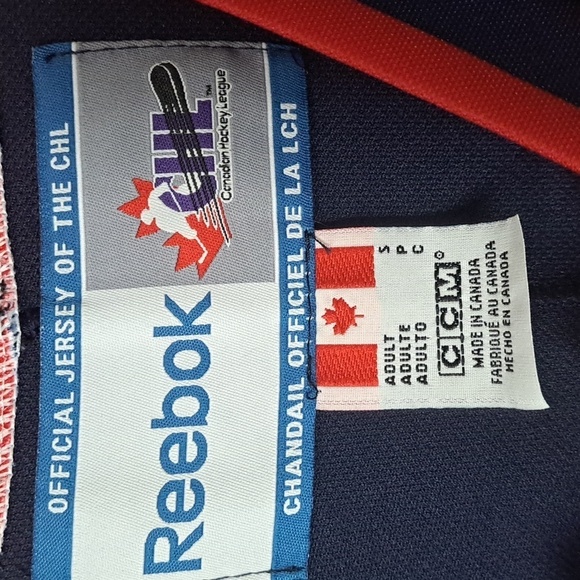 OFFICIAL JERSEY OF THE CHL
CHL™
Canadian Hockey League
Reebok
CHANDAIL OFFICIEL DE LA LCH
ADULT S
ADULTE P
ADULTO C
CCM®
MADE IN CANADA
FABRIQUÉ AU CANADA
HECHO EN CANADA